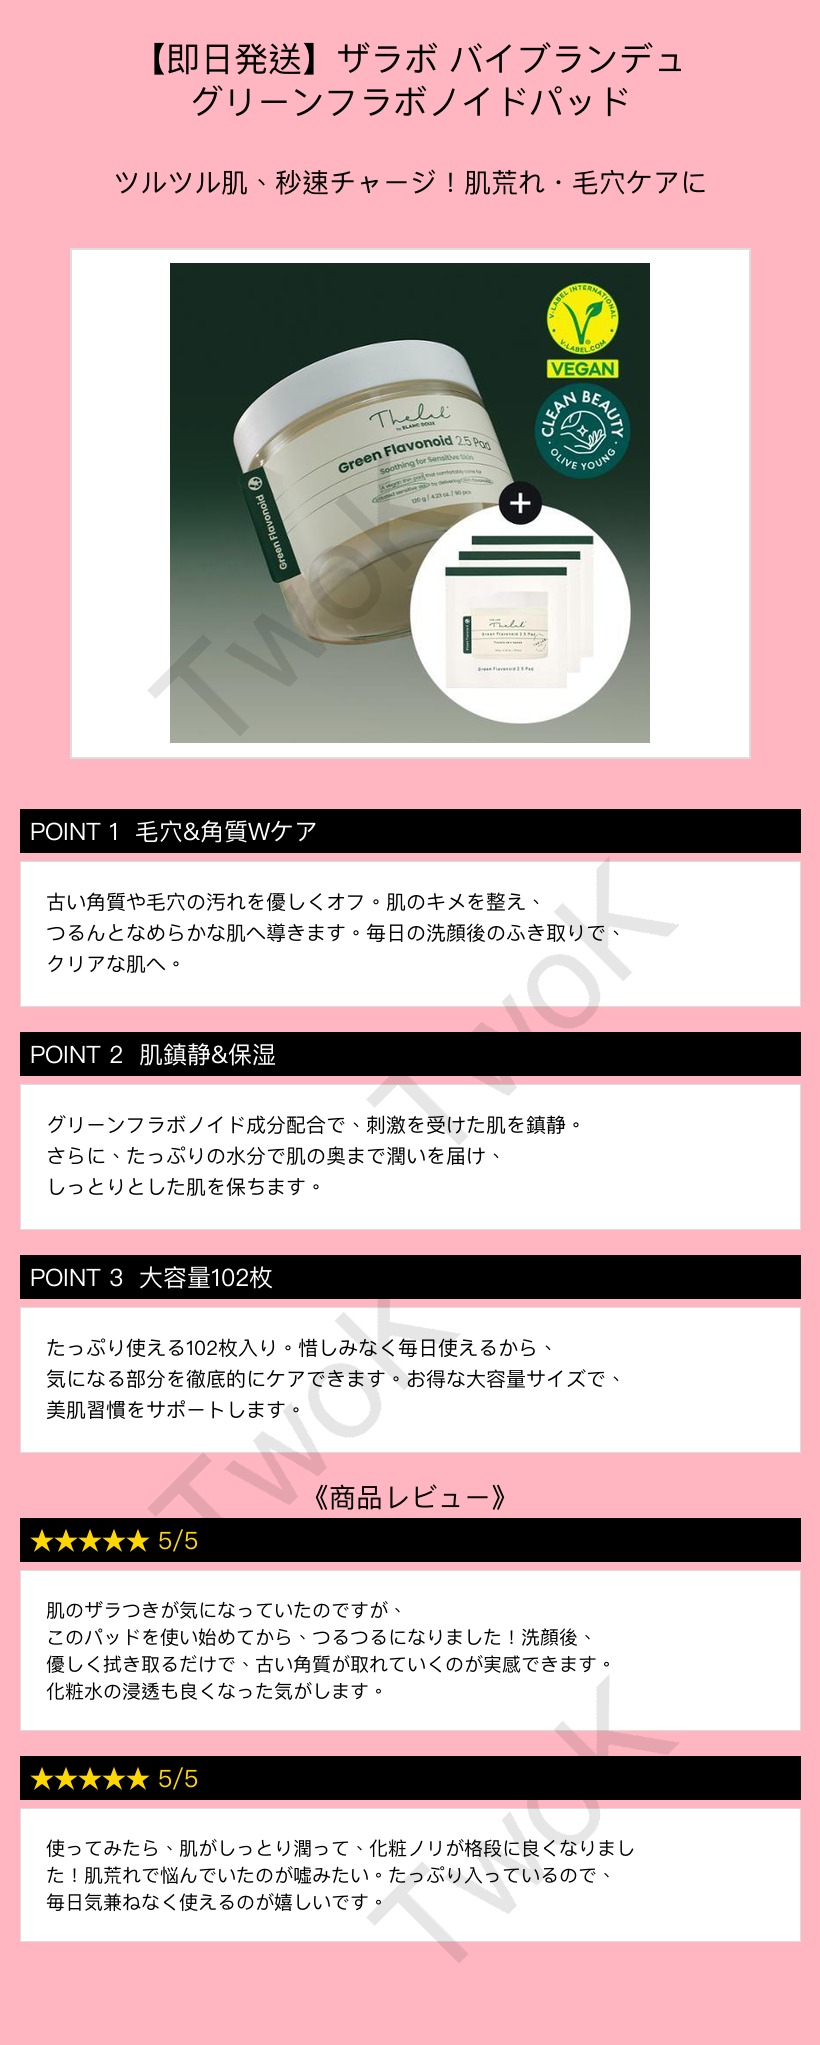 【即日発送】ザラボ バイブランデュ
グリーンフラボノイドパッド
ツルツル肌、秒速チャージ！肌荒れ・毛穴ケアに
V-LABEL INTERNATIONAL
V-LABEL.COM
VEGAN
CLEAN BEAUTY
OLIVE YOUNG
Thelab
by BLANC DOUX
Green Flavonoid 2.5 Pad
Soothing for Sensitive Skin
120 g / 4.23 oz. / 90 pcs
Green Flavonoid
Thelab
Green Flavonoid 2.5 Pad
Green Flavonoid 2.5 Pad
TwoK
POINT 1 毛穴&角質Wケア
古い角質や毛穴の汚れを優しくオフ。肌のキメを整え、
つるんとなめらかな肌へ導きます。毎日の洗顔後のふき取りで、
クリアな肌へ。
TwoK
POINT 2 肌鎮静&保湿
グリーンフラボノイド成分配合で、刺激を受けた肌を鎮静。
さらに、たっぷりの水分で肌の奥まで潤いを届け、
しっとりとした肌を保ちます。
POINT 3 大容量102枚
たっぷり使える102枚入り。惜しみなく毎日使えるから、
気になる部分を徹底的にケアできます。お得な大容量サイズで、
美肌習慣をサポートします。
TwoK
《商品レビュー》
★★★★★ 5/5
肌のザラつきが気になっていたのですが、
このパッドを使い始めてから、つるつるになりました！洗顔後、
優しく拭き取るだけで、古い角質が取れていくのが実感できます。
化粧水の浸透も良くなった気がします。
★★★★★ 5/5
使ってみたら、肌がしっとり潤って、化粧ノリが格段に良くなりまし
た！肌荒れで悩んでいたのが嘘みたい。たっぷり入っているので、
毎日気兼ねなく使えるのが嬉しいです。
TwoK